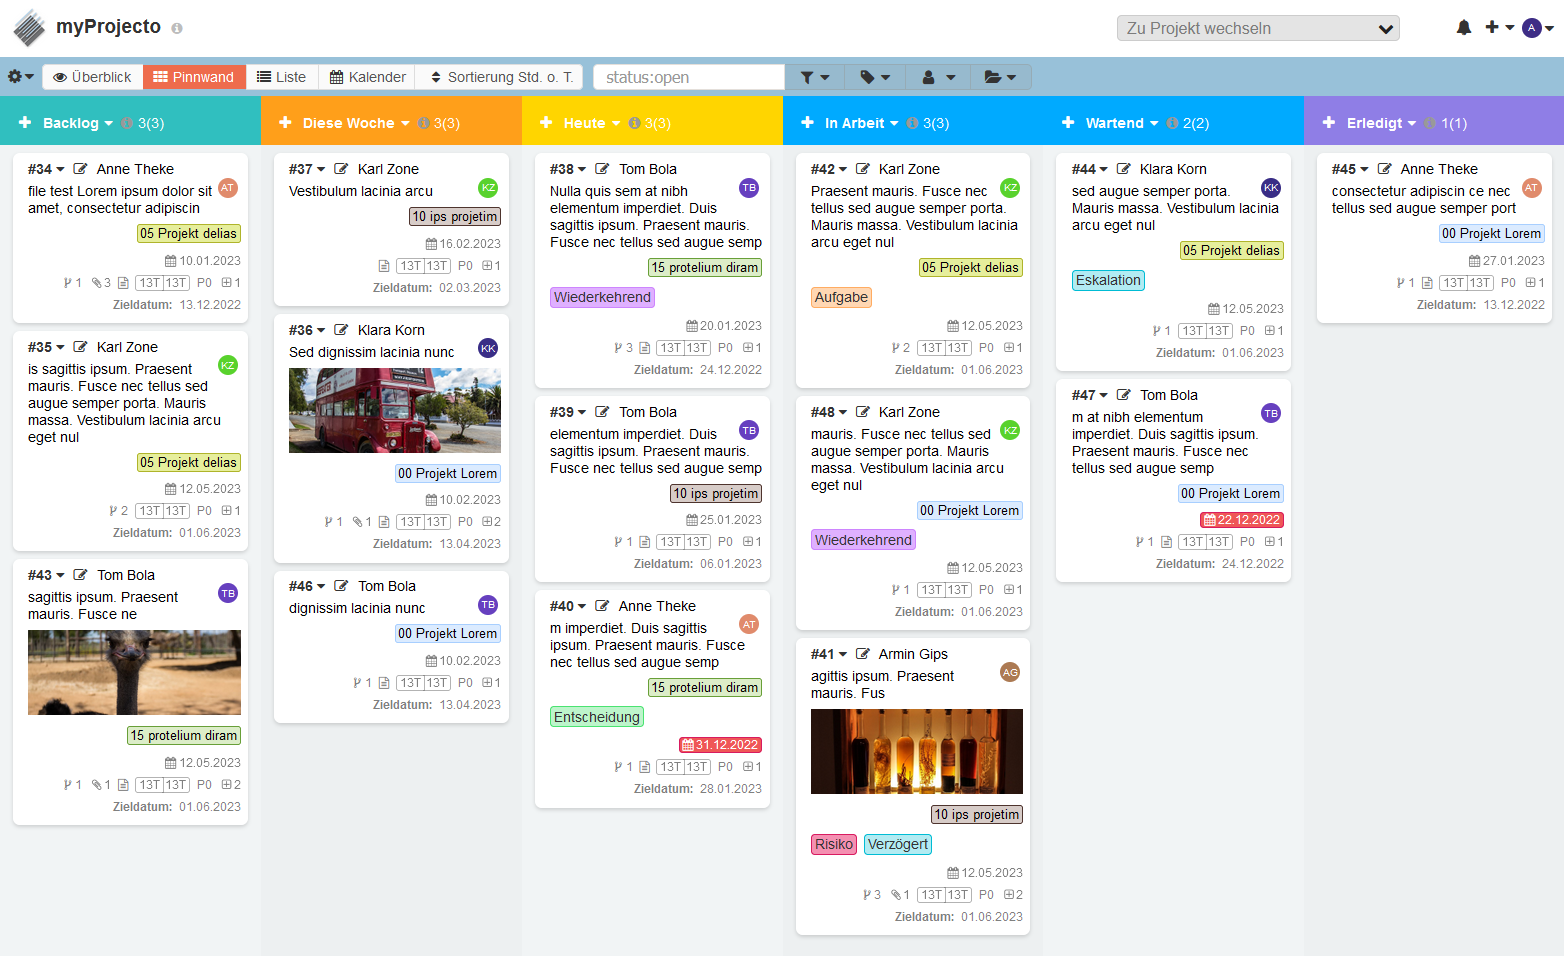 myProjecto
Zu Projekt wechseln
A
Überblick
Pinnwand
Liste
Kalender
Sortierung Std. o. T.
status:open
Backlog 3(3)
#34 Anne Theke
file test Lorem ipsum dolor sit
AT
amet, consectetur adipiscin
05 Projekt delias
10.01.2023
1 3 13T 13T P0 1
Zieldatum: 13.12.2022
#35 Karl Zone
is sagittis ipsum. Praesent
KZ
mauris. Fusce nec tellus sed
augue semper porta. Mauris
massa. Vestibulum lacinia arcu
eget nul
05 Projekt delias
12.05.2023
2 13T 13T P0 1
Zieldatum: 01.06.2023
#43 Tom Bola
sagittis ipsum. Praesent
TB
mauris. Fusce ne
15 protelium diram
12.05.2023
1 1 13T 13T P0 2
Zieldatum: 01.06.2023
Diese Woche 3(3)
#37 Karl Zone
Vestibulum lacinia arcu
KZ
10 ips projetim
16.02.2023
13T 13T P0 1
Zieldatum: 02.03.2023
#36 Klara Korn
Sed dignissim lacinia nunc
KK
00 Projekt Lorem
10.02.2023
1 1 13T 13T P0 2
Zieldatum: 13.04.2023
#46 Tom Bola
dignissim lacinia nunc
TB
00 Projekt Lorem
10.02.2023
1 13T 13T P0 1
Zieldatum: 13.04.2023
Heute 3(3)
#38 Tom Bola
Nulla quis sem at nibh
TB
elementum imperdiet. Duis
sagittis ipsum. Praesent mauris.
Fusce nec tellus sed augue semp
15 protelium diram
Wiederkehrend
20.01.2023
3 13T 13T P0 1
Zieldatum: 24.12.2022
#39 Tom Bola
elementum imperdiet. Duis
TB
sagittis ipsum. Praesent mauris.
Fusce nec tellus sed augue semp
10 ips projetim
25.01.2023
1 13T 13T P0 1
Zieldatum: 06.01.2023
#40 Anne Theke
m imperdiet. Duis sagittis
AT
ipsum. Praesent mauris. Fusce
nec tellus sed augue semp
15 protelium diram
Entscheidung
31.12.2022
1 13T 13T P0 1
Zieldatum: 28.01.2023
In Arbeit 3(3)
#42 Karl Zone
Praesent mauris. Fusce nec
KZ
tellus sed augue semper porta.
Mauris massa. Vestibulum lacinia
arcu eget nul
05 Projekt delias
Aufgabe
12.05.2023
2 13T 13T P0 1
Zieldatum: 01.06.2023
#48 Karl Zone
mauris. Fusce nec tellus sed
KZ
augue semper porta. Mauris
massa. Vestibulum lacinia arcu
eget nul
00 Projekt Lorem
Wiederkehrend
12.05.2023
1 13T 13T P0 1
Zieldatum: 01.06.2023
#41 Armin Gips
agittis ipsum. Praesent
AG
mauris. Fus
10 ips projetim
Risiko Verzögert
12.05.2023
3 1 13T 13T P0 2
Zieldatum: 01.06.2023
Wartend 2(2)
#44 Klara Korn
sed augue semper porta.
KK
Mauris massa. Vestibulum lacinia
arcu eget nul
05 Projekt delias
Eskalation
12.05.2023
1 13T 13T P0 1
Zieldatum: 01.06.2023
#47 Tom Bola
m at nibh elementum
TB
imperdiet. Duis sagittis ipsum.
Praesent mauris. Fusce nec
tellus sed augue semp
00 Projekt Lorem
22.12.2022
1 13T 13T P0 1
Zieldatum: 24.12.2022
Erledigt 1(1)
#45 Anne Theke
consectetur adipiscin ce nec
AT
tellus sed augue semper port
00 Projekt Lorem
27.01.2023
1 13T 13T P0 1
Zieldatum: 13.12.2022